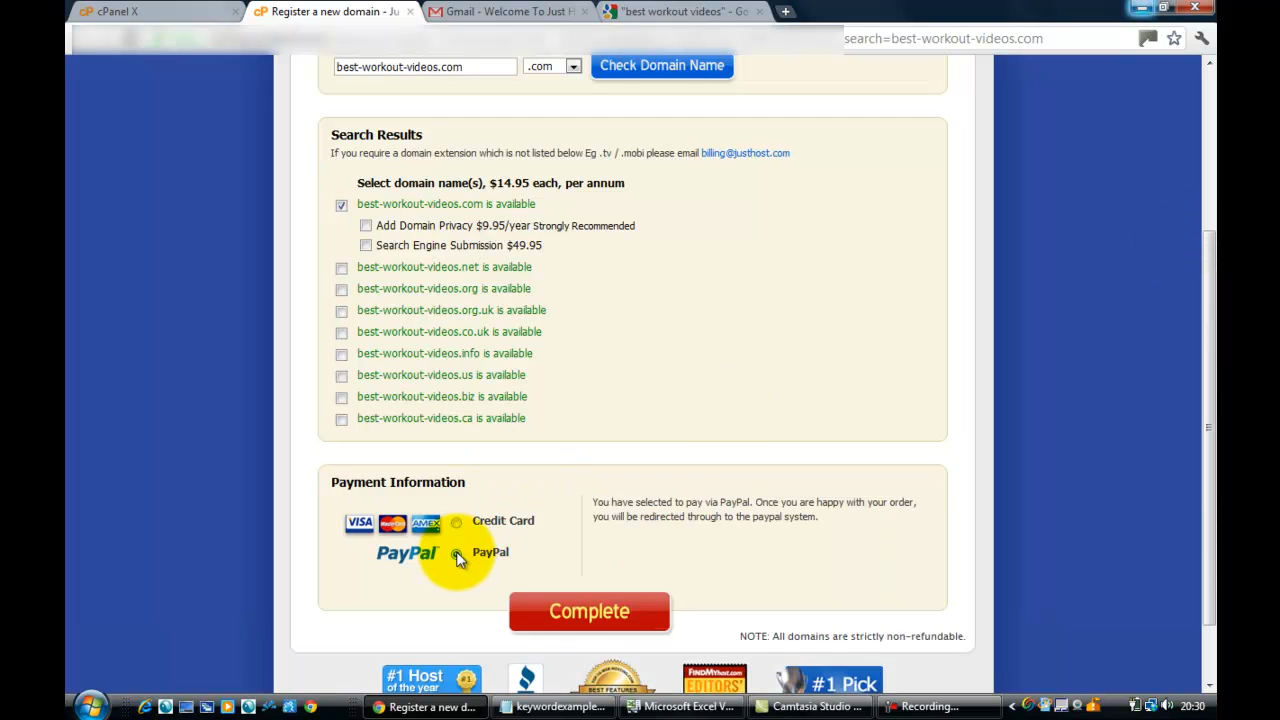 cP cPanel X
cP Register a new domain - Ju
Gmail - Welcome To Just H
"best workout videos" - Go
search=best-workout-videos.com
best-workout-videos.com
.com
Check Domain Name
Search Results
If you require a domain extension which is not listed below Eg .tv / .mobi please email billing@justhost.com
Select domain name(s), $14.95 each, per annum
best-workout-videos.com is available
Add Domain Privacy $9.95/year Strongly Recommended
Search Engine Submission $49.95
best-workout-videos.net is available
best-workout-videos.org is available
best-workout-videos.org.uk is available
best-workout-videos.co.uk is available
best-workout-videos.info is available
best-workout-videos.us is available
best-workout-videos.biz is available
best-workout-videos.ca is available
Payment Information
You have selected to pay via PayPal. Once you are happy with your order,
you will be redirected through to the paypal system.
VISA MasterCard AMEX Credit Card
PayPal PayPal
Complete
NOTE: All domains are strictly non-refundable.
#1 Host
of the year
#1
BEST FEATURES
FINDMYhost.com
EDITORS'
#1 Pick
Register a new d...
keywordexample...
Microsoft Excel V...
Camtasia Studio ...
Recording...
20:30